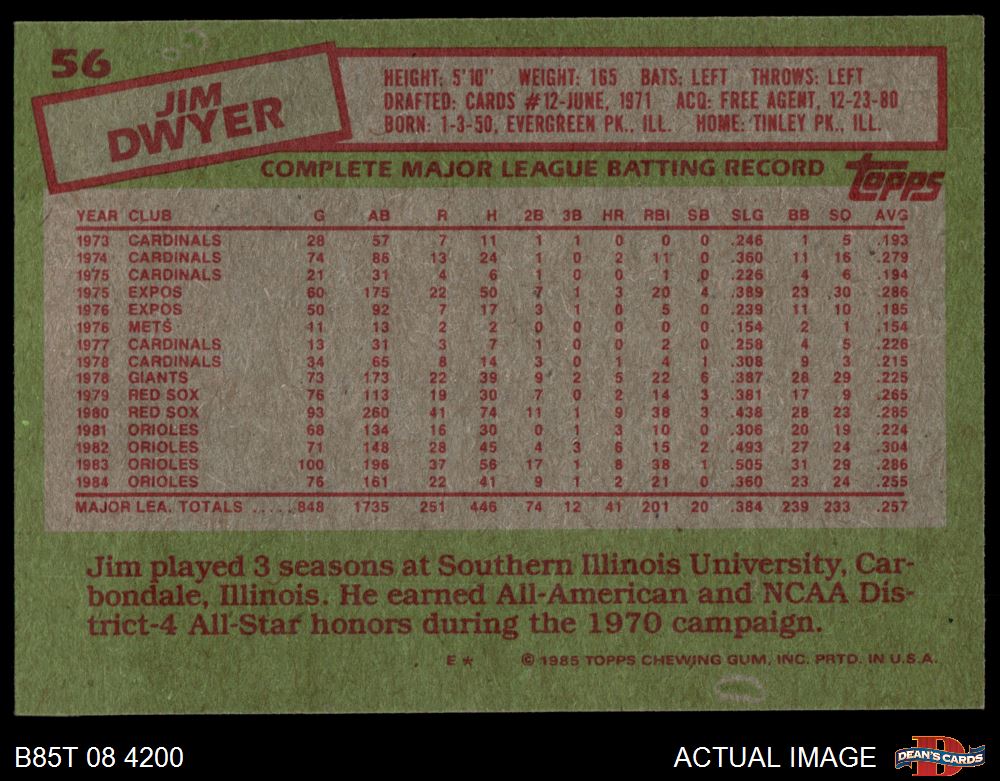 56
JIM
DWYER
HEIGHT: 5'10" WEIGHT: 165 BATS: LEFT THROWS: LEFT
DRAFTED: CARDS #12-JUNE, 1971 ACQ: FREE AGENT, 12-23-80
BORN: 1-3-50, EVERGREEN PK., ILL. HOME: TINLEY PK., ILL.
COMPLETE MAJOR LEAGUE BATTING RECORD
topps
YEAR CLUB G AB R H 2B 3B HR RBI SB SLG BB SO AVG
1973 CARDINALS 28 57 7 11 1 1 0 0 0 .246 1 5 .193
1974 CARDINALS 74 86 13 24 1 0 2 11 0 .360 11 16 .279
1975 CARDINALS 21 31 4 6 1 0 0 1 0 .226 4 6 .194
1975 EXPOS 60 175 22 50 7 1 3 20 4 .389 23 30 .286
1976 EXPOS 50 92 7 17 3 1 0 5 0 .239 11 10 .185
1976 METS 11 13 2 2 0 0 0 0 0 .154 2 1 .154
1977 CARDINALS 13 31 3 7 1 0 0 2 0 .258 4 5 .226
1978 CARDINALS 34 65 8 14 3 0 1 4 1 .308 9 3 .215
1978 GIANTS 73 173 22 39 9 2 5 22 6 .387 28 29 .225
1979 RED SOX 76 113 19 30 7 0 2 14 3 .381 17 9 .265
1980 RED SOX 93 260 41 74 11 1 9 38 3 .438 28 23 .285
1981 ORIOLES 68 134 16 30 0 1 3 10 0 .306 20 19 .224
1982 ORIOLES 71 148 28 45 4 3 6 15 2 .493 27 24 .304
1983 ORIOLES 100 196 37 56 17 1 8 38 1 .505 31 29 .286
1984 ORIOLES 76 161 22 41 9 1 2 21 0 .360 23 24 .255
MAJOR LEA. TOTALS .....848 1735 251 446 74 12 41 201 20 .384 239 233 .257
Jim played 3 seasons at Southern Illinois University, Car-
bondale, Illinois. He earned All-American and NCAA Dis-
trict-4 All-Star honors during the 1970 campaign.
E * © 1985 TOPPS CHEWING GUM, INC. PRTD. IN U.S.A.
B85T 08 4200
ACTUAL IMAGE
DEAN'S CARDS